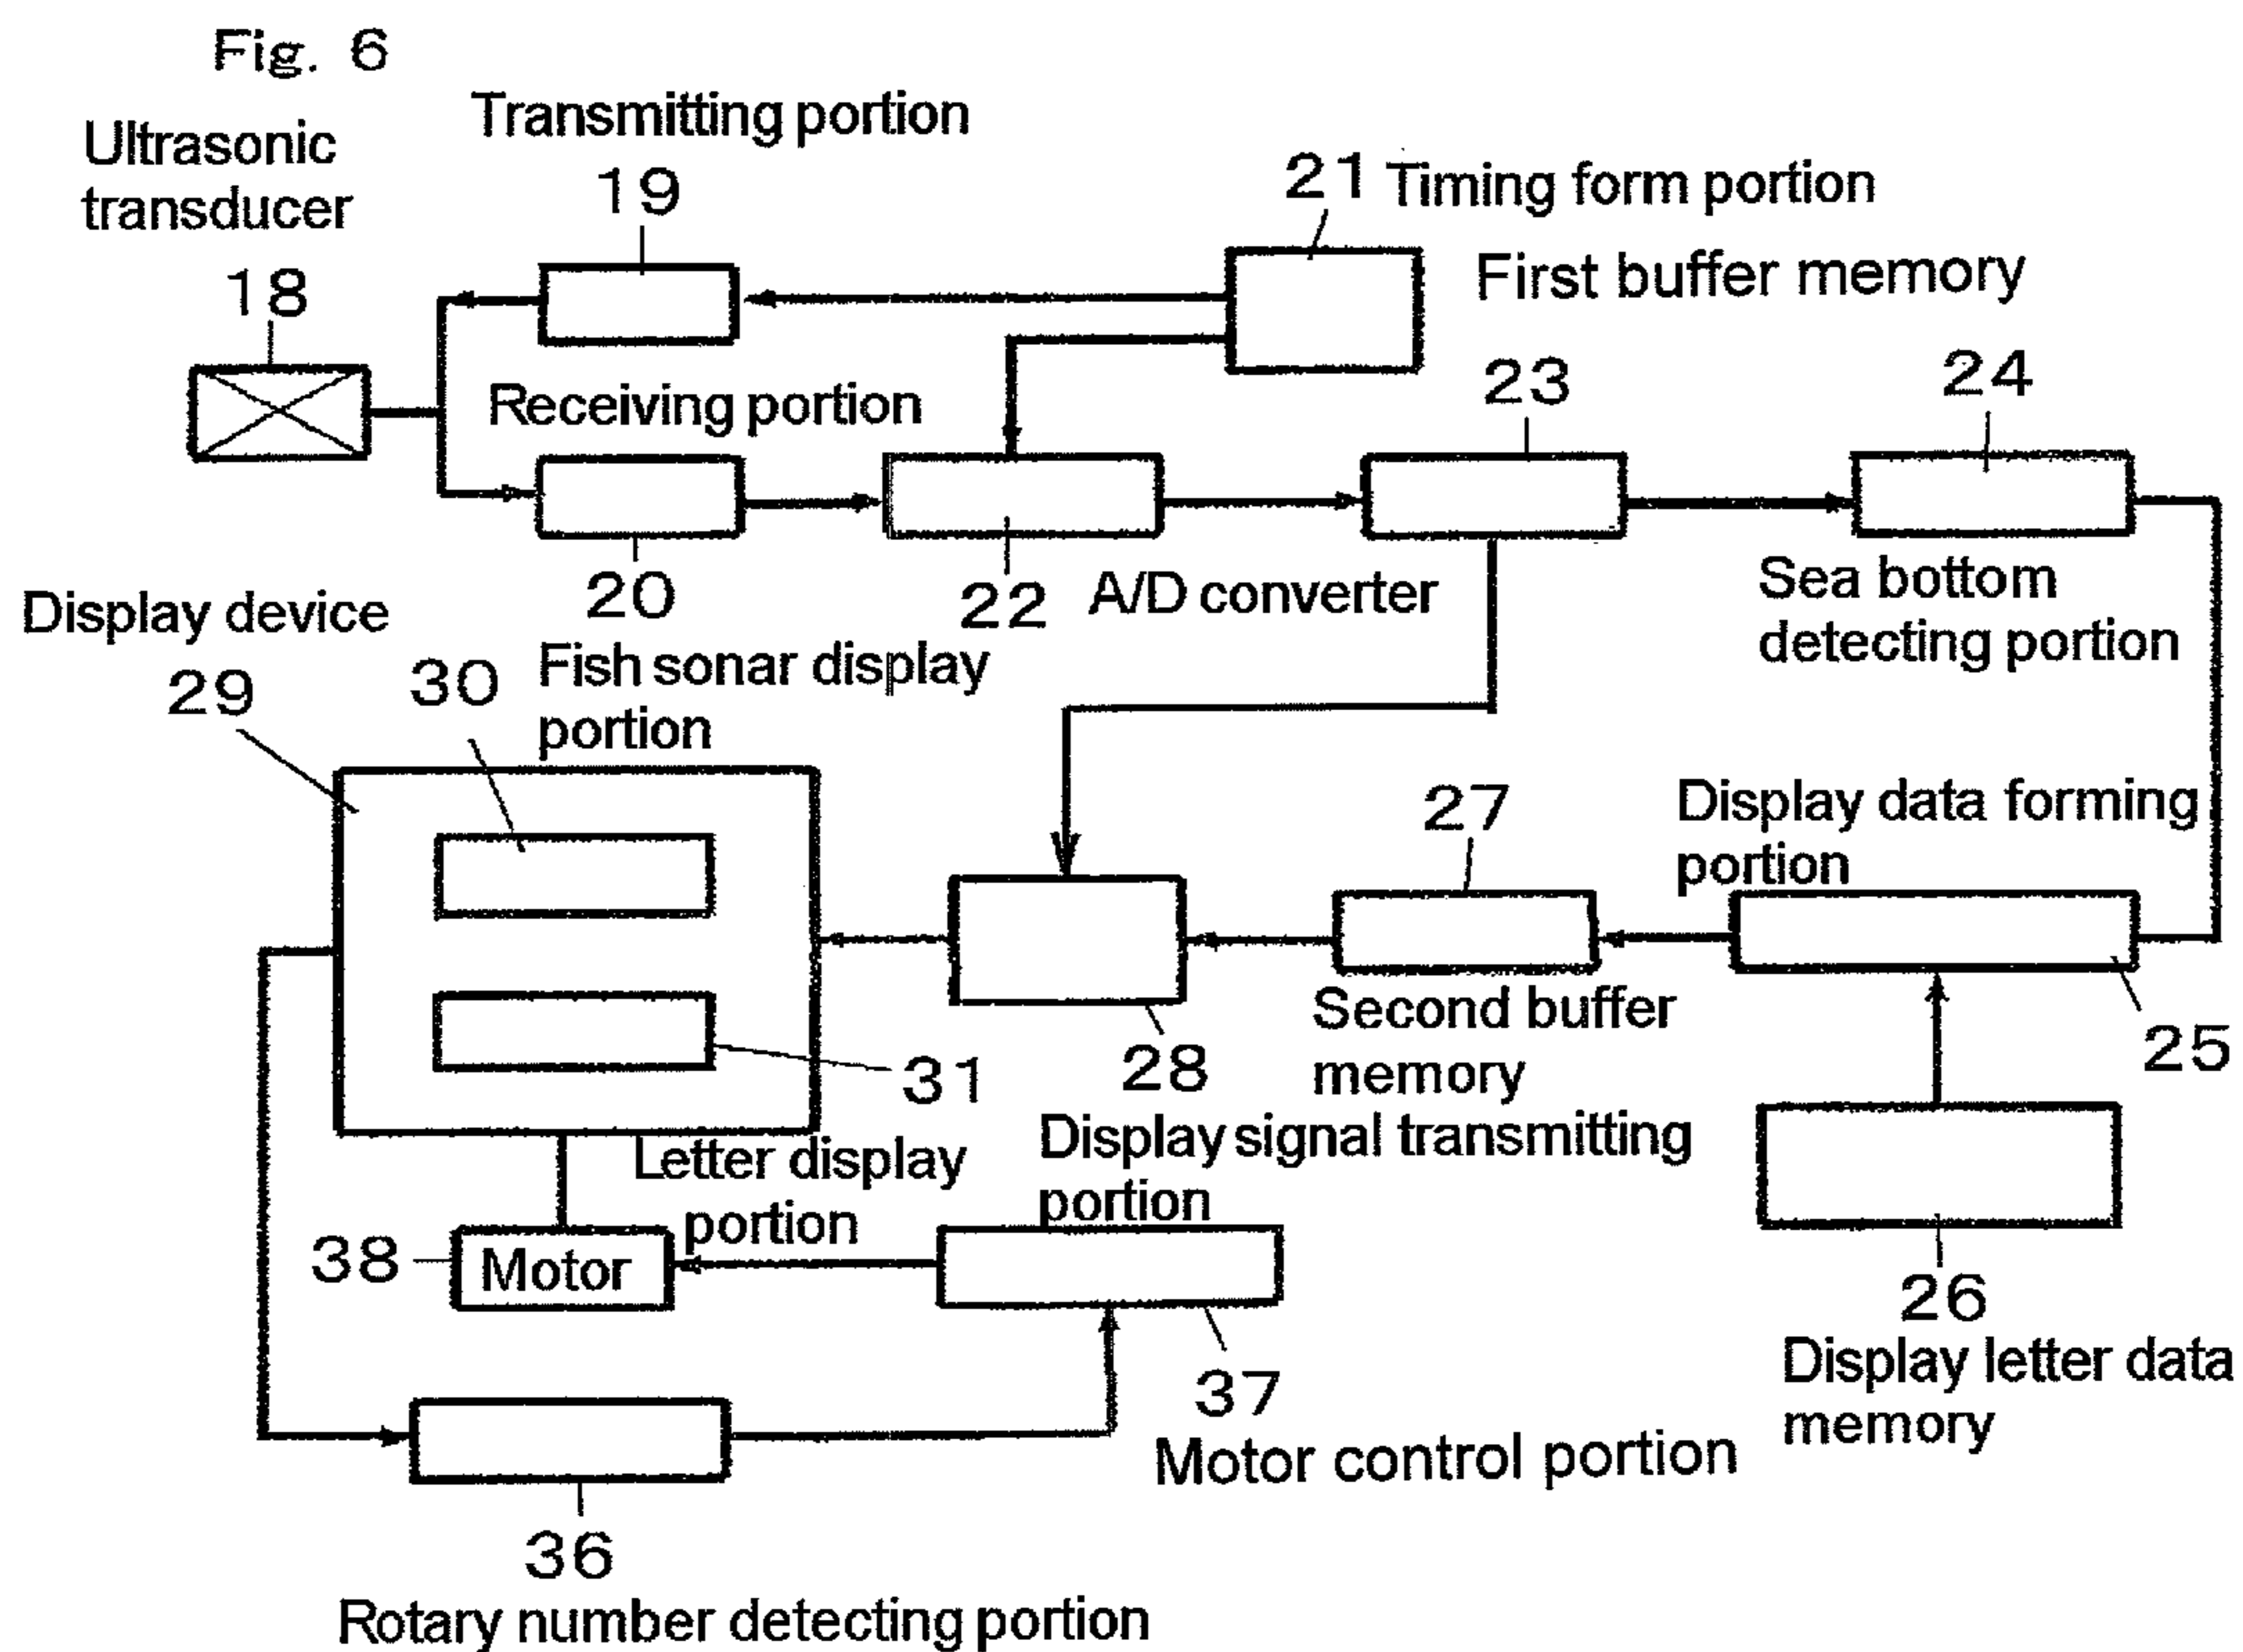 Fig. 6
Transmitting portion
Ultrasonic
transducer
19
21 Timing form portion
18
First buffer memory
Receiving portion
23
24
20
22
A/D converter
Sea bottom
detecting portion
Display device
29
30
Fish sonar display
portion
27
Display data forming
portion
31
28
Second buffer
memory
25
Letter display
portion
Display signal transmitting
portion
38
Motor
26
Display letter data
memory
37
Motor control portion
36
Rotary number detecting portion